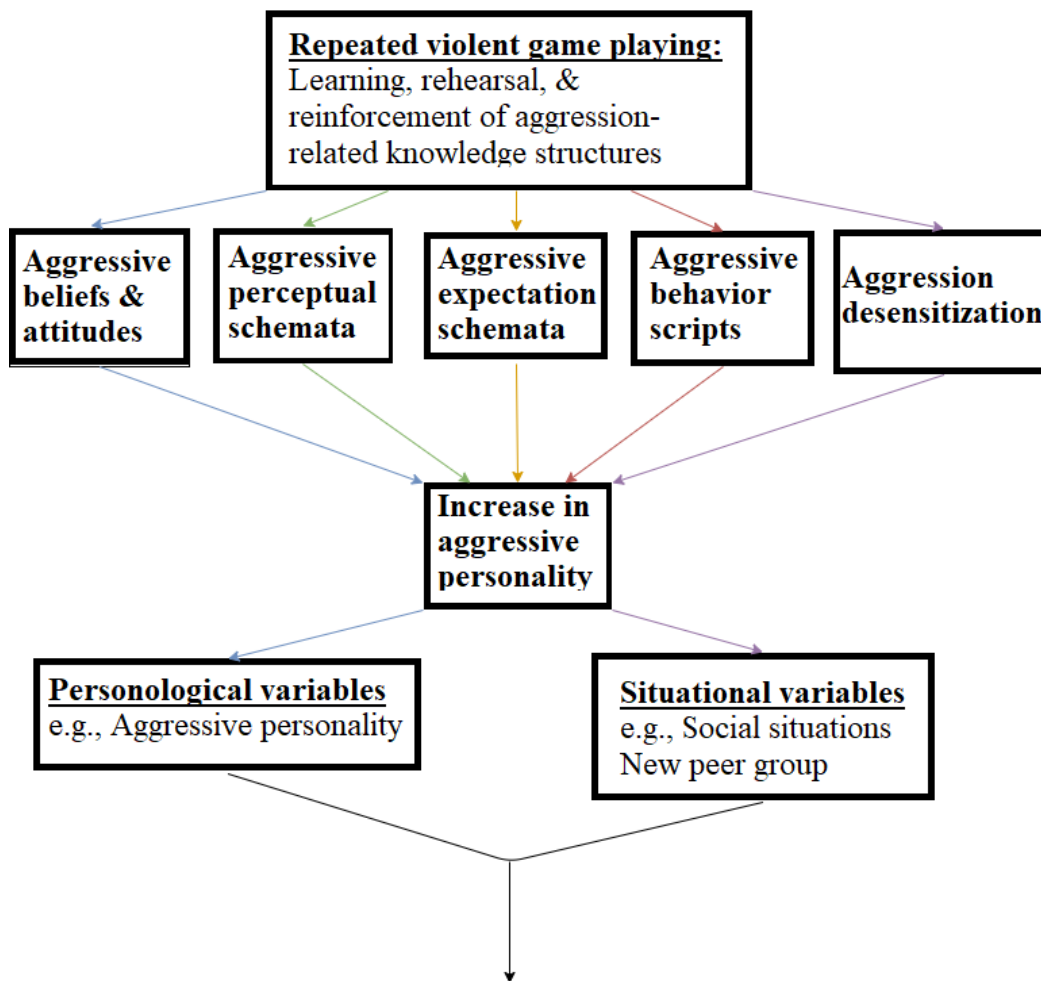 Repeated violent game playing:
Learning, rehearsal, &
reinforcement of aggression-
related knowledge structures
Aggressive
beliefs &
attitudes
Aggressive
perceptual
schemata
Aggressive
expectation
schemata
Aggressive
behavior
scripts
Aggression
desensitization
Increase in
aggressive
personality
Personological variables
e.g., Aggressive personality
Situational variables
e.g., Social situations
New peer group